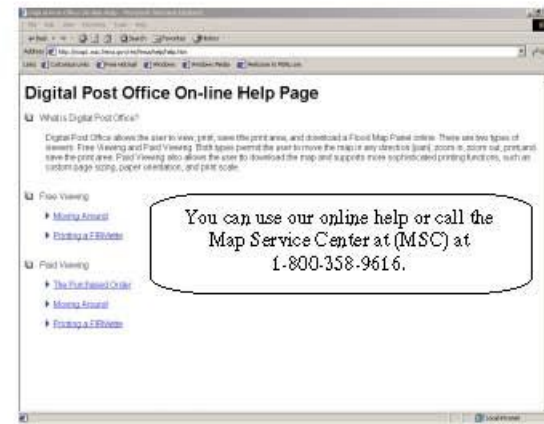 Digital Post Office On-line Help Page
What is Digital Post Office?
Digital Post Office allows the user to view, print, save the print area, and download a Flood Map Panel online. There are two types of
viewers: Free Viewing and Paid Viewing. Both types permit the user to move the map in any direction (pan), zoom in, zoom out, print and
save the print area. Paid Viewing also allows the user to download the map and supports more sophisticated printing functions, such as
custom page sizing, paper orientation, and print scale.
Free Viewing
Moving Around
Printing a FIRMette
You can use our online help or call the
Map Service Center at (MSC) at
1-800-358-9616.
Paid Viewing
The Purchased Order
Moving Around
Printing a FIRMette
Local intranet